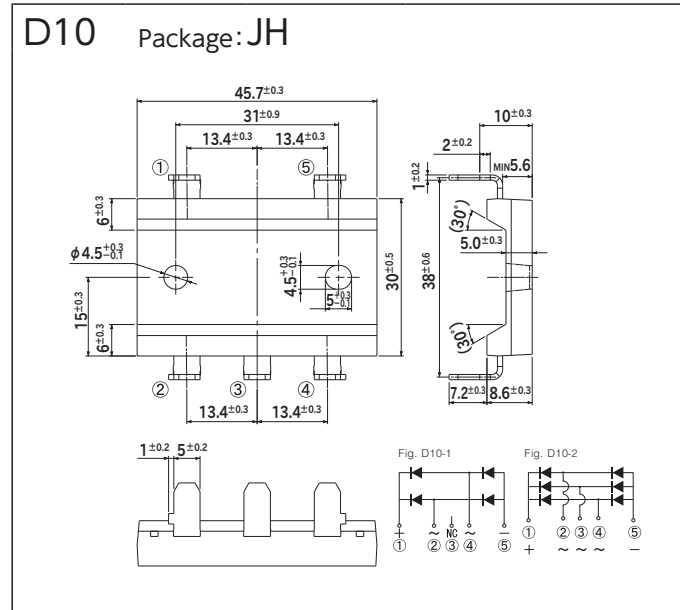 D10 Package: JH
45.7±0.3
31±0.9
13.4±0.3 13.4±0.3
① ⑤
6±0.3
φ4.5+0.3-0.1
15±0.3
6±0.3
4.5+0.3-0.1
5+0.3-0.1
30±0.5
② ③ ④
13.4±0.3 13.4±0.3
10±0.3
2±0.2
MIN5.6
1±0.2
(30°)
5.0±0.3
38±0.6
(30°)
7.2±0.3 8.6±0.3
1±0.2 5±0.2
Fig. D10-1
+ ~ NC ~ −
① ② ③ ④ ⑤
Fig. D10-2
① ② ③ ④ ⑤
+ ~ ~ ~ −